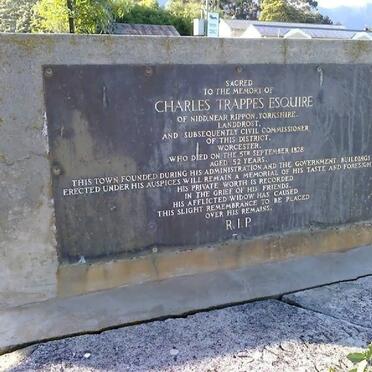 SACRED
TO THE MEMORY OF
CHARLES TRAPPES ESQUIRE
OF NIDD, NEAR RIPPON, YORKSHIRE.
LANDDROST,
AND SUBSEQUENTLY CIVIL COMMISSIONER
OF THIS DISTRICT
WORCESTER.
WHO DIED ON THE 5TH SEPTEMBER 1828
AGED 52 YEARS.
THIS TOWN FOUNDED DURING HIS ADMINISTRATION AND THE GOVERNMENT BUILDINGS
ERECTED UNDER HIS AUSPICES WILL REMAIN A MEMORIAL OF HIS TASTE AND FORESIGHT
HIS PRIVATE WORTH IS RECORDED
IN THE GRIEF OF HIS FRIENDS.
HIS AFFLICTED WIDOW HAS CAUSED
THIS SLIGHT REMEMBRANCE TO BE PLACED
OVER HIS REMAINS.
R.I.P.